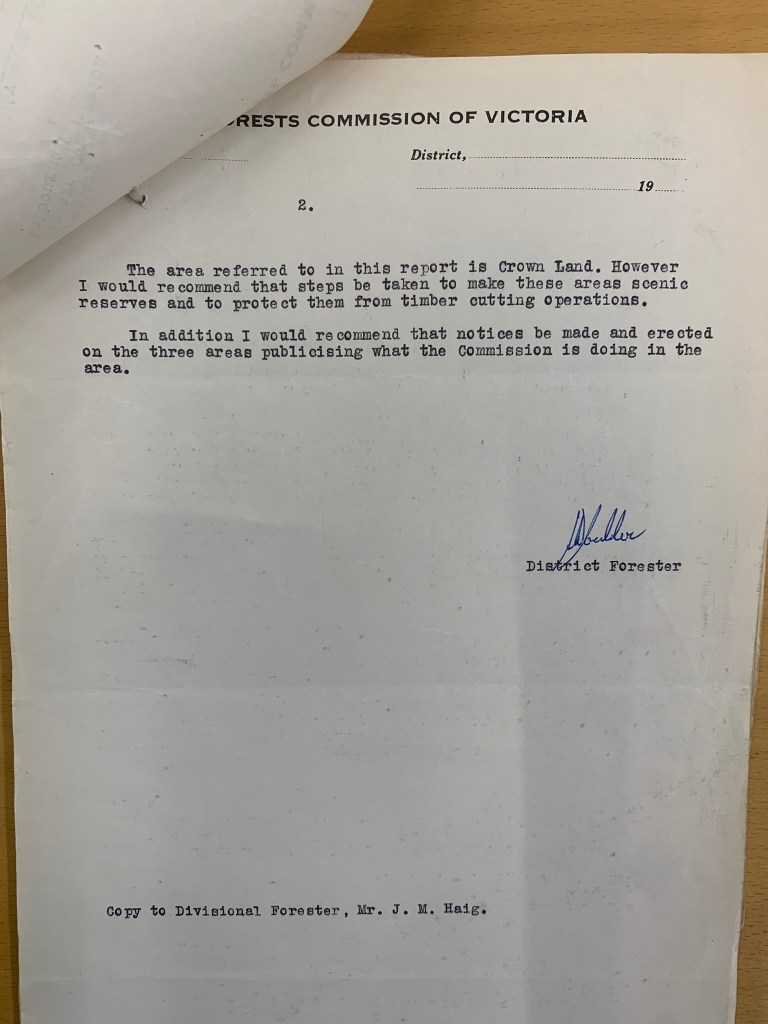 RESTS COMMISSION OF VICTORIA
District,
19
2.
The area referred to in this report is Crown Land. However
I would recommend that steps be taken to make these areas scenic
reserves and to protect them from timber cutting operations.
In addition I would recommend that notices be made and erected
on the three areas publicising what the Commission is doing in the
area.
District Forester
Copy to Divisional Forester, Mr. J. M. Haig.